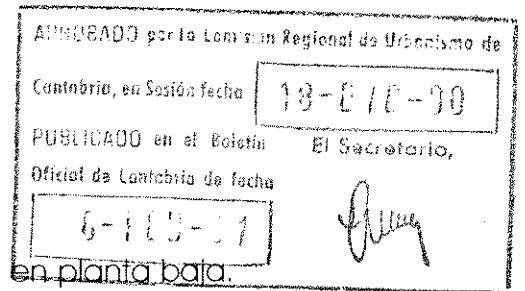 APROBADO por la Comisión Regional de Urbanismo de
Cantabria, en Sesión fecha
PUBLICADO en el Boletín
El Secretario,
Oficial de Cantabria de fecha
en planta baja.